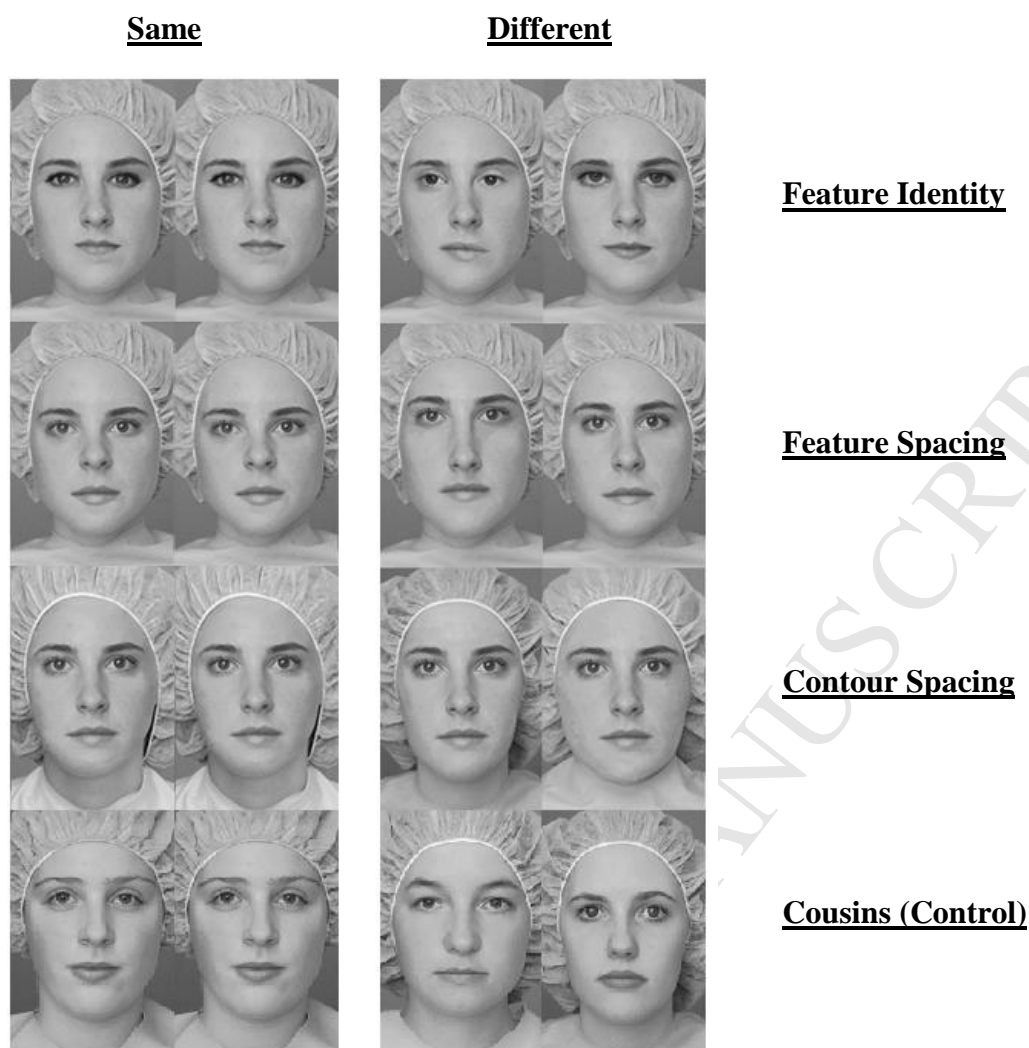 Same
Different
Feature Identity
Feature Spacing
Contour Spacing
Cousins (Control)